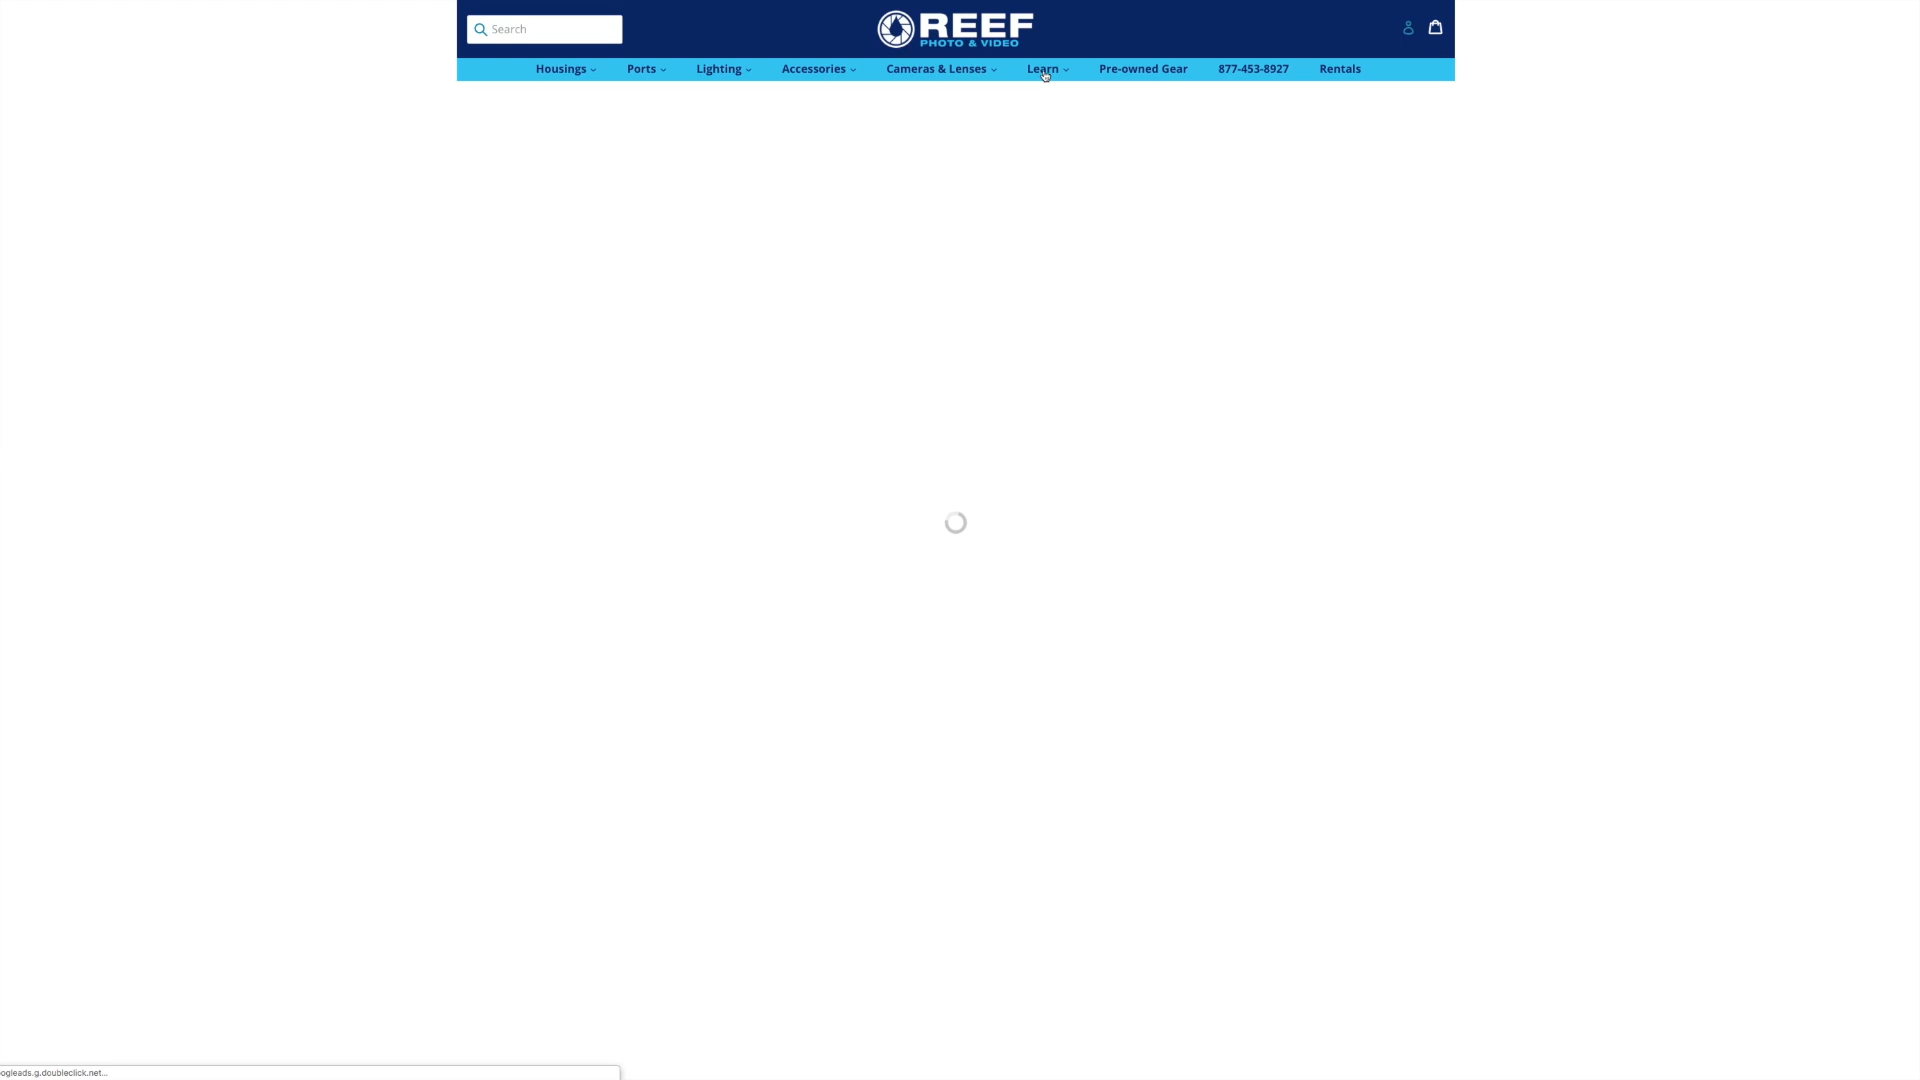 Search
REEF
PHOTO & VIDEO
Housings
Ports
Lighting
Accessories
Cameras & Lenses
Learn
Pre-owned Gear
877-453-8927
Rentals
ogleads.g.doubleclick.net...